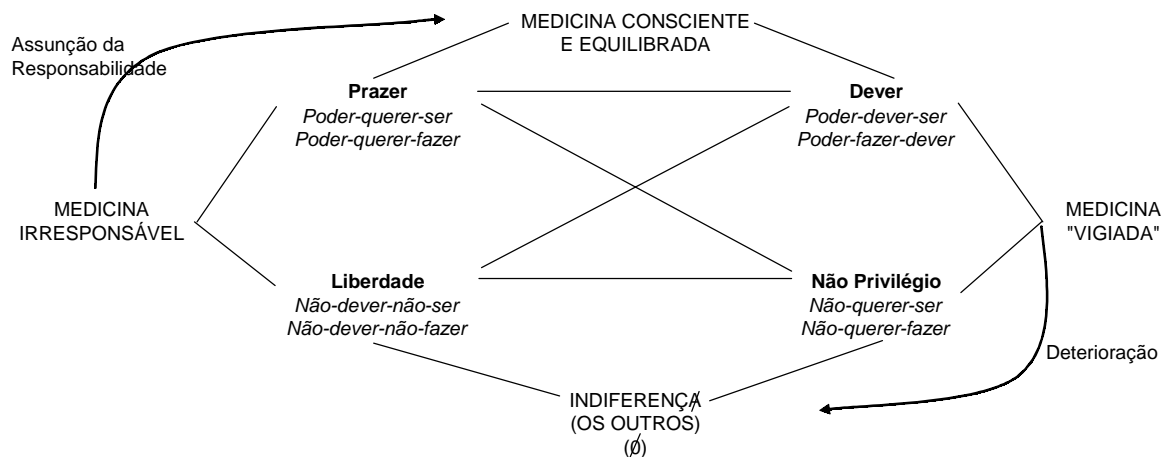 MEDICINA CONSCIENTE
E EQUILIBRADA
Assunção da
Responsabilidade
Prazer
Poder-querer-ser
Poder-querer-fazer
Dever
Poder-dever-ser
Poder-fazer-dever
MEDICINA
IRRESPONSÁVEL
MEDICINA
"VIGIADA"
Liberdade
Não-dever-não-ser
Não-dever-não-fazer
Não Privilégio
Não-querer-ser
Não-querer-fazer
Deterioração
INDIFERENÇA
(OS OUTROS)
(ø)